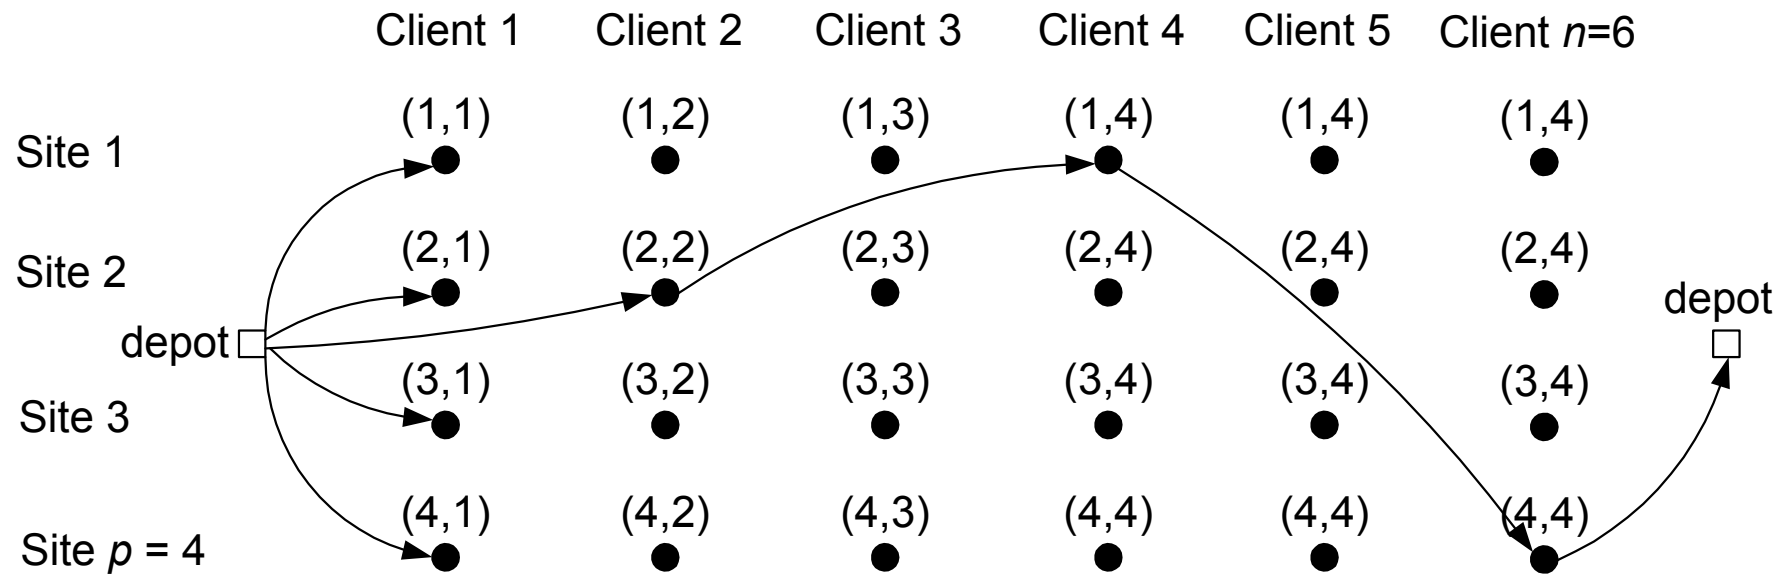 Client 1 Client 2 Client 3 Client 4 Client 5 Client n=6
(1,1) (1,2) (1,3) (1,4) (1,4) (1,4)
Site 1
(2,1) (2,2) (2,3) (2,4) (2,4) (2,4)
Site 2
depot
depot
(3,1) (3,2) (3,3) (3,4) (3,4) (3,4)
Site 3
(4,1) (4,2) (4,3) (4,4) (4,4) (4,4)
Site p = 4